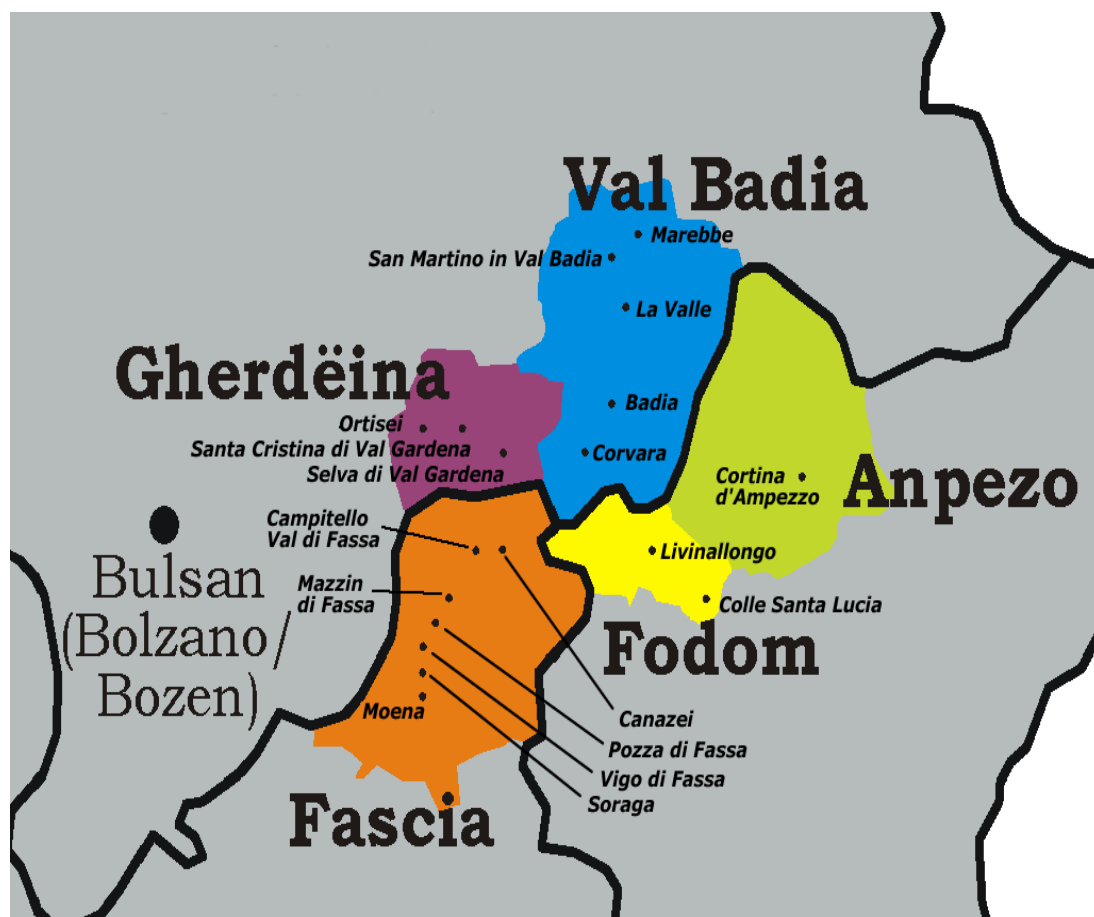 Val Badia
Marebbe
San Martino in Val Badia
La Valle
Gherdëina
Badia
Ortisei
Santa Cristina di Val Gardena
Corvara
Selva di Val Gardena
Cortina
d'Ampezzo
Anpezo
Campitello
Val di Fassa
Livinallongo
Bulsan
(Bolzano/
Bozen)
Mazzin
di Fassa
Colle Santa Lucia
Fodom
Moena
Canazei
Pozza di Fassa
Vigo di Fassa
Soraga
Fascia